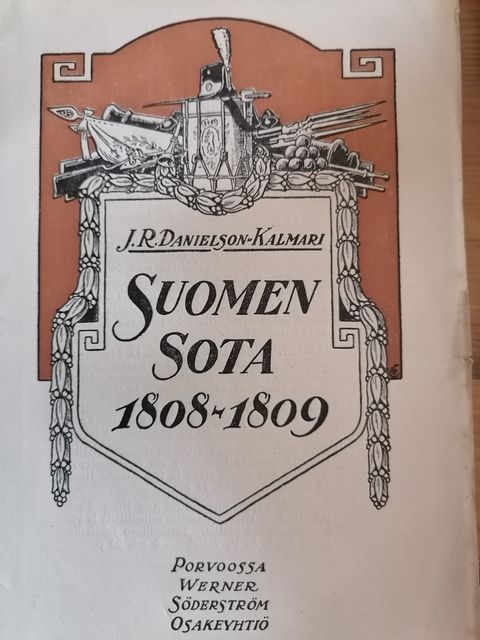 J. R. DANIELSON-KALMARI
SUOMEN
SOTA
1808-1809
PORVOOSSA
WERNER
SÖDERSTRÖM
OSAKEYHTIÖ